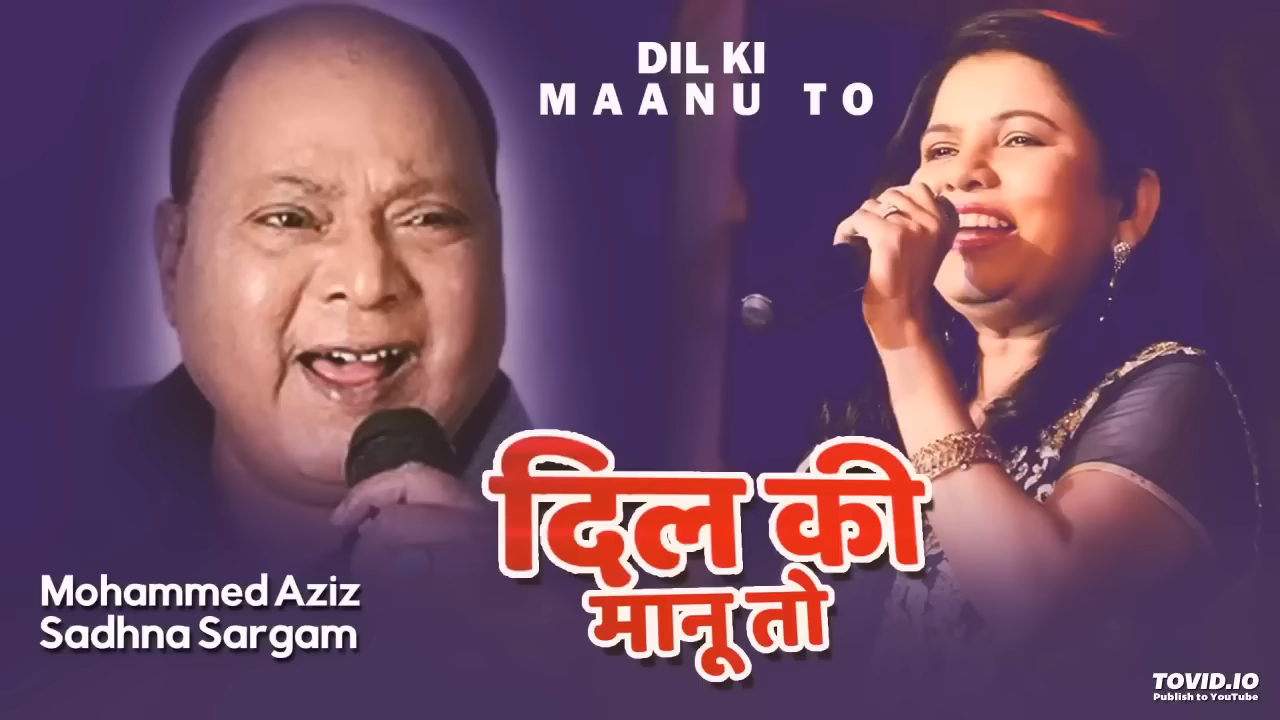 DIL KI
MAANU TO
दिल की
मानू तो
Mohammed Aziz
Sadhna Sargam
TOVID.IO
Publish to YouTube